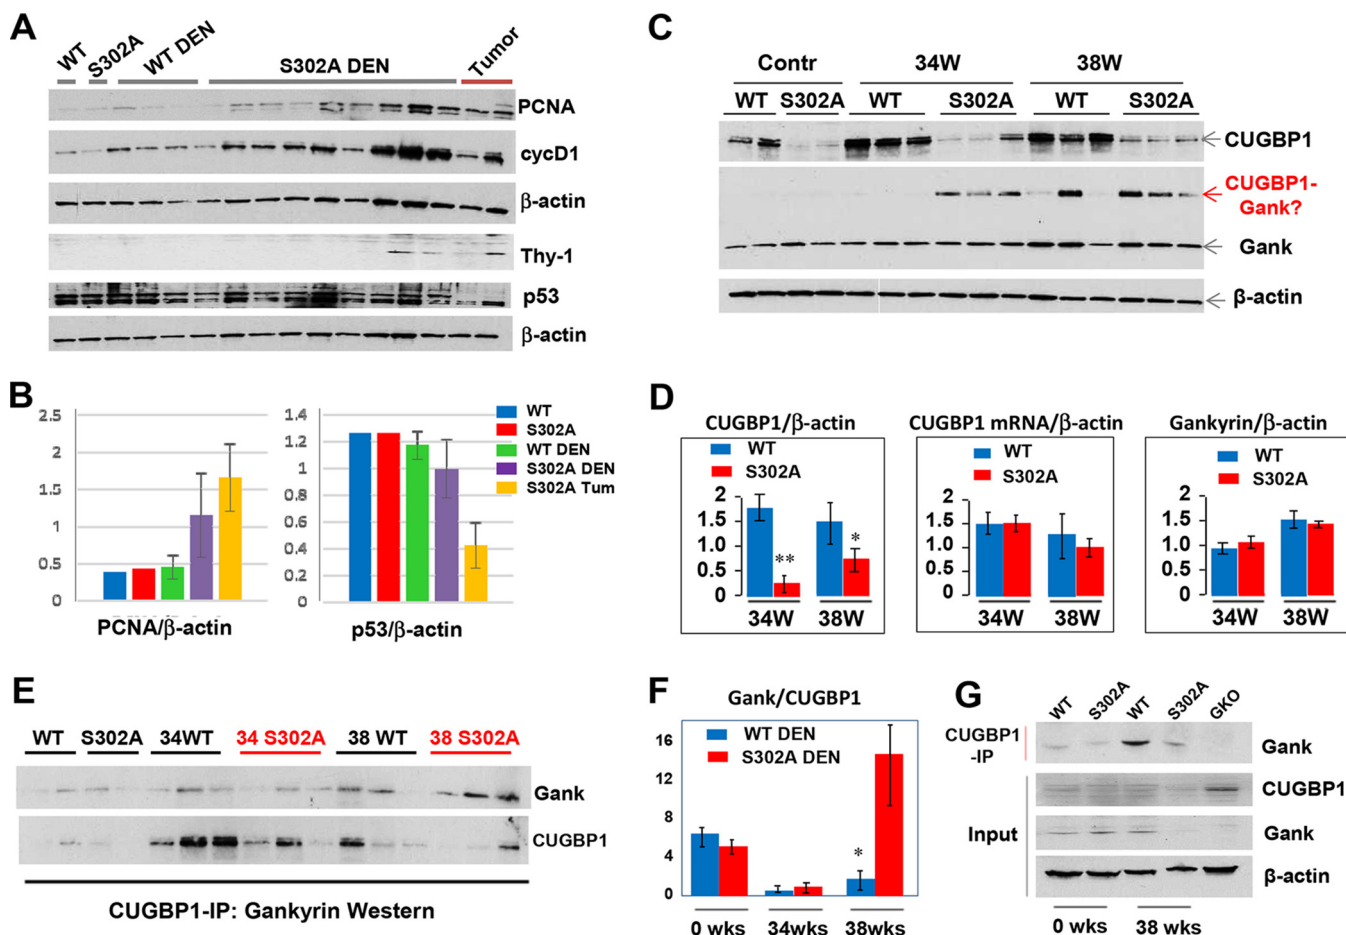 A
WT
S302A
WT DEN
S302A DEN
Tumor
PCNA
cycD1
β-actin
Thy-1
p53
β-actin
B
2.5
2
1.5
1
0.5
0
PCNA/β-actin
1.4
1.2
1
0.8
0.6
0.4
0.2
0
p53/β-actin
WT
S302A
WT DEN
S302A DEN
S302A Tum
C
Contr 34W 38W
WT S302A WT S302A WT S302A
CUGBP1
CUGBP1-
Gank?
Gank
β-actin
D
CUGBP1/β-actin
WT
S302A
2
1.5
1.0
0.5
0
**
*
34W 38W
CUGBP1 mRNA/β-actin
WT
S302A
2
1.5
1.0
0.5
0
34W 38W
Gankyrin/β-actin
WT
S302A
2
1.5
1.0
0.5
0
34W 38W
E
WT S302A 34WT 34 S302A 38 WT 38 S302A
Gank
CUGBP1
CUGBP1-IP: Gankyrin Western
F
Gank/CUGBP1
WT DEN
S302A DEN
16
12
8
4
0
*
0 wks 34wks 38wks
G
WT S302A WT S302A GKO
CUGBP1
-IP
Gank
Input
CUGBP1
Gank
β-actin
0 wks 38 wks